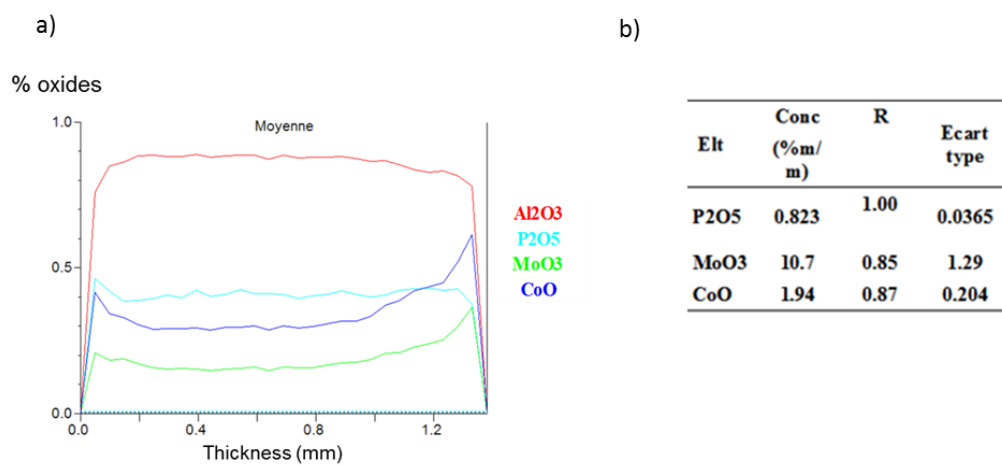 a)
b)
% oxides
1.0
Moyenne
0.5
0.0
0.0 0.4 0.8 1.2
Thickness (mm)
Al2O3
P2O5
MoO3
CoO
Elt Conc (%m/m) R Ecart type
P2O5 0.823 1.00 0.0365
MoO3 10.7 0.85 1.29
CoO 1.94 0.87 0.204